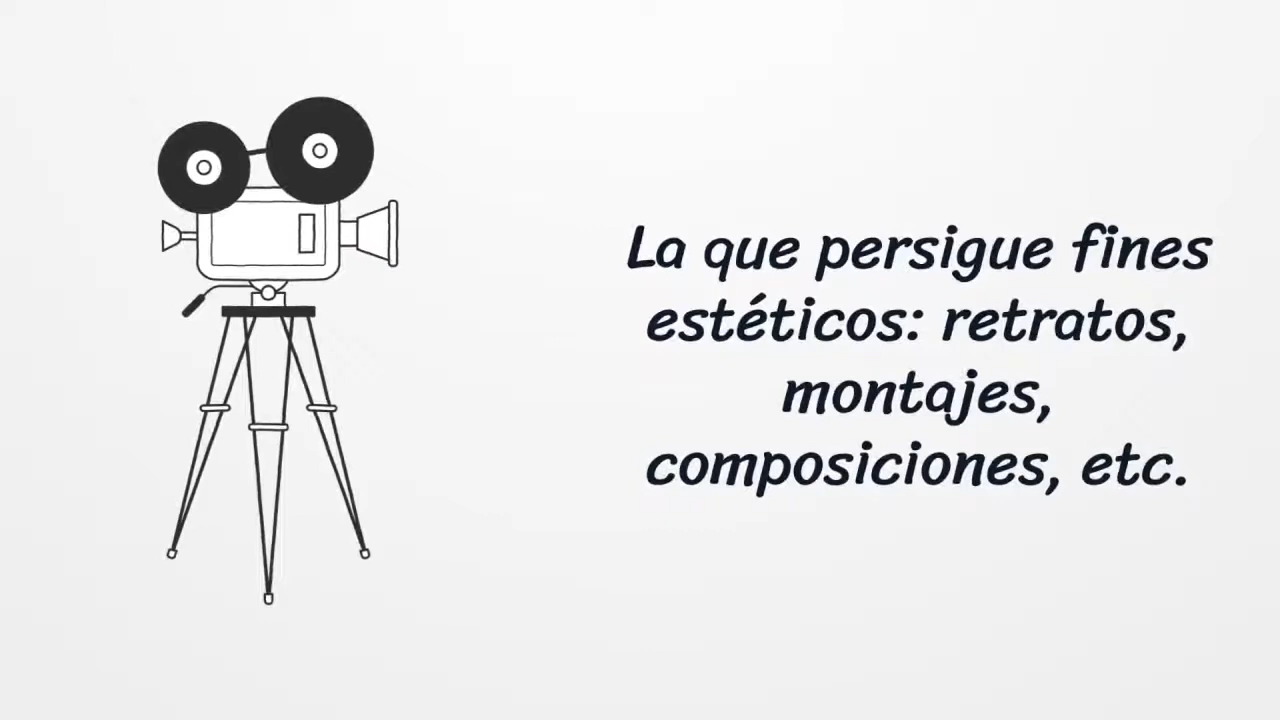 La que persigue fines
estéticos: retratos,
montajes,
composiciones, etc.